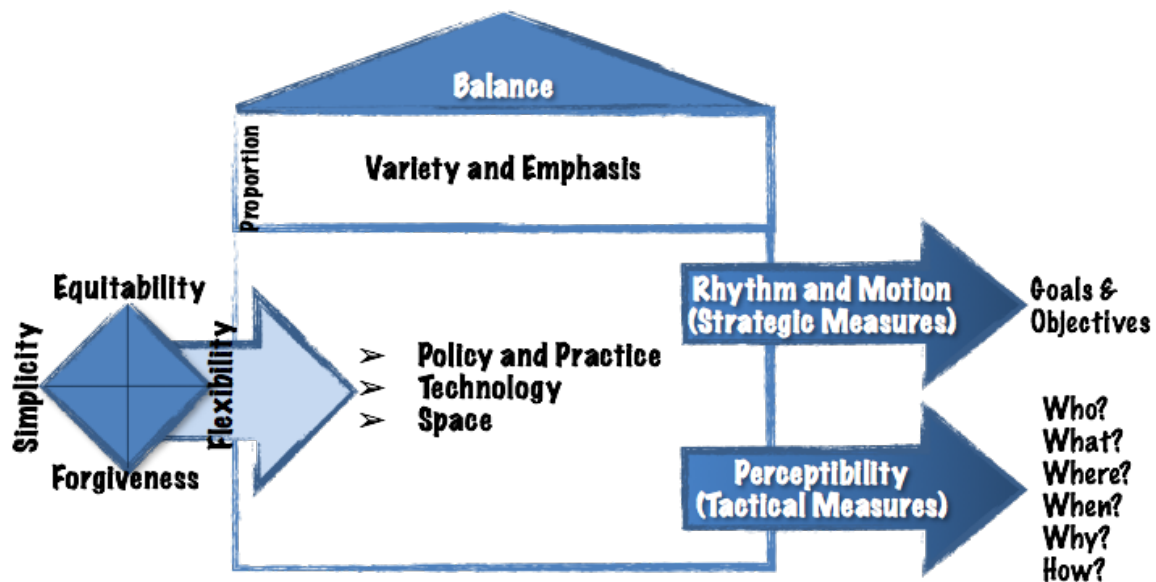 Balance
Proportion
Variety and Emphasis
Equitability
Simplicity
Flexibility
Forgiveness
➢ Policy and Practice
➢ Technology
➢ Space
Rhythm and Motion
(Strategic Measures)
Goals &
Objectives
Perceptibility
(Tactical Measures)
Who?
What?
Where?
When?
Why?
How?